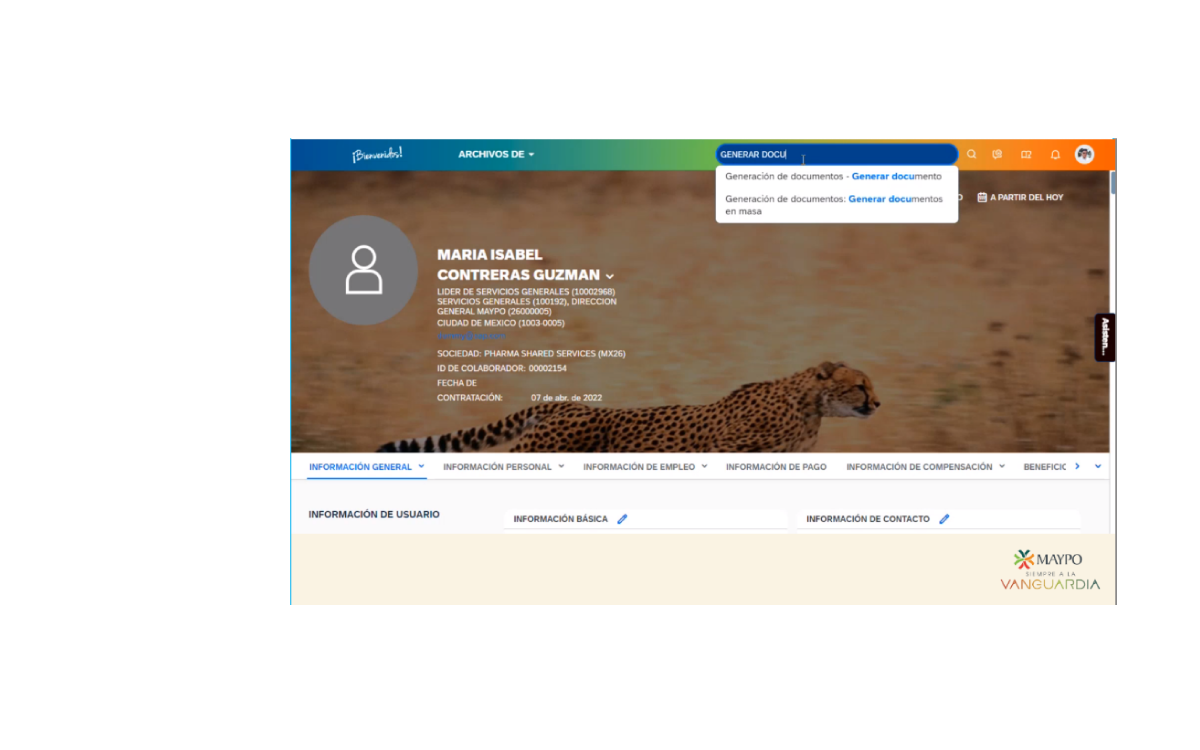 ¡Bienvenidos!
ARCHIVOS DE
GENERAR DOCU
Generación de documentos - Generar documento
Generación de documentos: Generar documentos
en masa
O
A PARTIR DEL HOY
MARIA ISABEL
CONTRERAS GUZMAN
LIDER DE SERVICIOS GENERALES (10002968)
SERVICIOS GENERALES (100192), DIRECCION
GENERAL MAYPO (26000005)
CIUDAD DE MEXICO (1003-0005)
SOCIEDAD: PHARMA SHARED SERVICES (MX26)
ID DE COLABORADOR: 00002154
FECHA DE
CONTRATACIÓN: 07 de abr. de 2022
Asisten...
INFORMACIÓN GENERAL INFORMACIÓN PERSONAL INFORMACIÓN DE EMPLEO INFORMACIÓN DE PAGO INFORMACIÓN DE COMPENSACIÓN BENEFICIO
INFORMACIÓN DE USUARIO
INFORMACIÓN BÁSICA
INFORMACIÓN DE CONTACTO
MAYPO
SIEMPRE A LA
VANGUARDIA